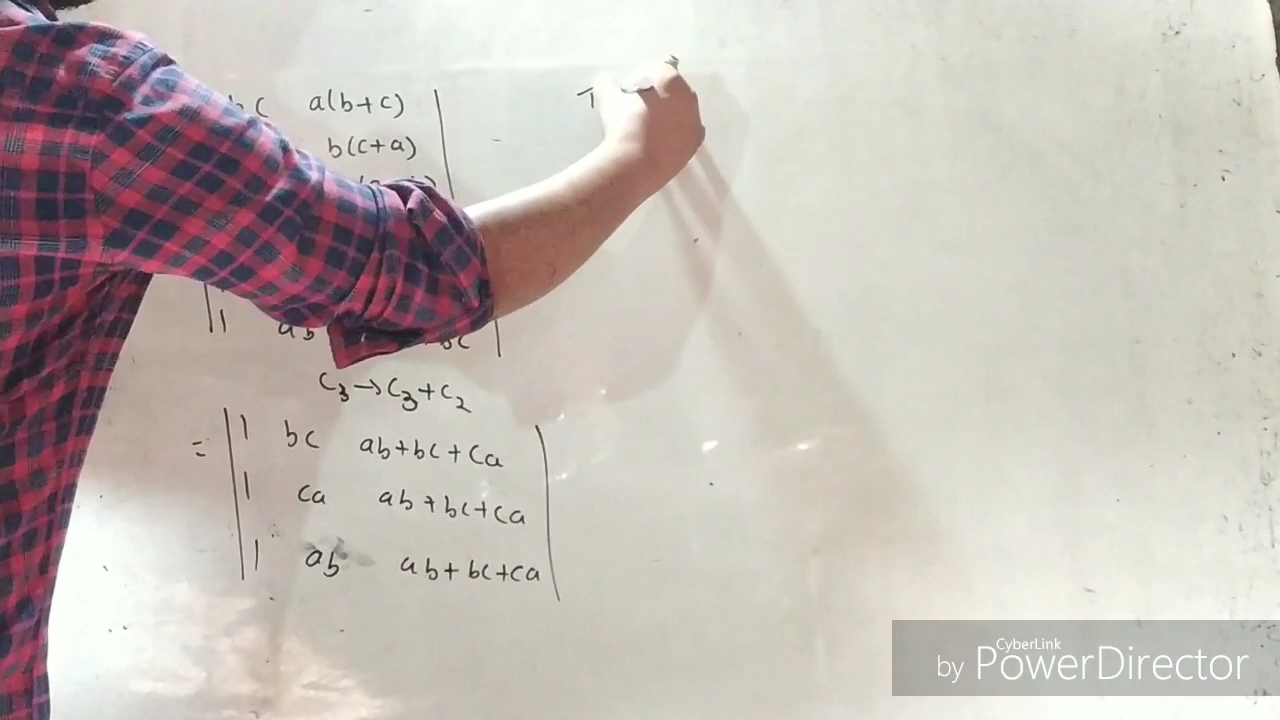 bc a(b+c)
b(c+a)
1 ab bc
C₃→C₃+C₂
= | 1 bc ab+bc+ca |
| 1 ca ab+bc+ca |
| 1 ab ab+bc+ca |
CyberLink
by PowerDirector